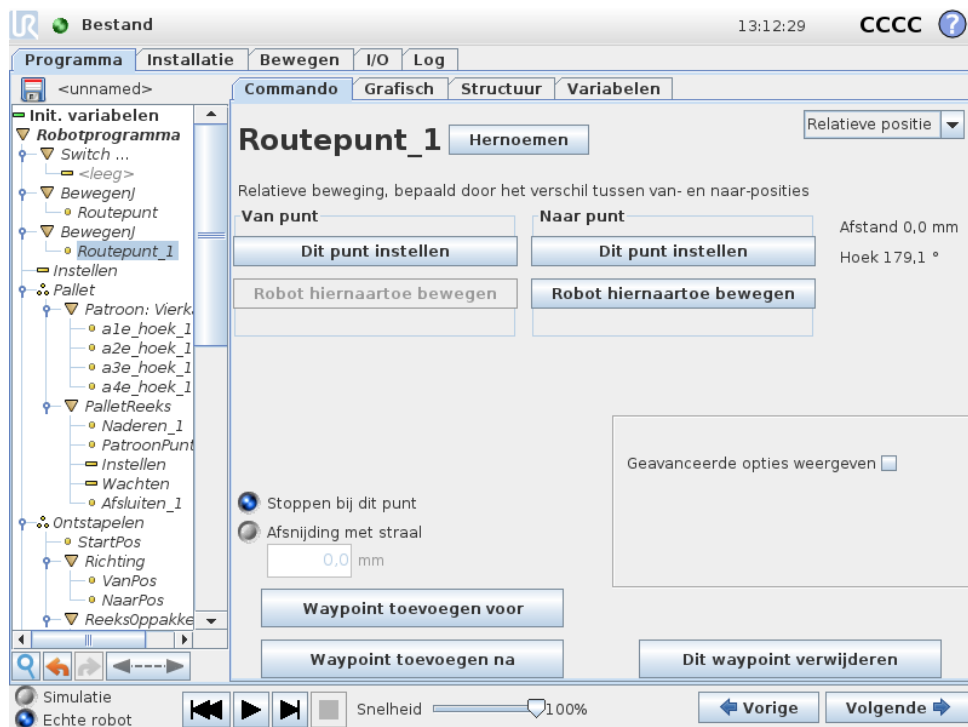 UR Bestand 13:12:29 CCCC ?
Programma Installatie Bewegen I/O Log
<unnamed>
Commando Grafisch Structuur Variabelen
Init. variabelen
Robotprogramma
Switch ...
<leeg>
BewegenJ
Routepunt
BewegenJ
Routepunt_1
Instellen
Pallet
Patroon: Vierk
a1e_hoek_1
a2e_hoek_1
a3e_hoek_1
a4e_hoek_1
PalletReeks
Naderen_1
PatroonPunt
Instellen
Wachten
Afsluiten_1
Ontstapelen
StartPos
Richting
VanPos
NaarPos
ReeksOppakke
Routepunt_1 Hernoemen
Relatieve positie
Relatieve beweging, bepaald door het verschil tussen van- en naar-posities
Van punt
Dit punt instellen
Robot hiernaartoe bewegen
Naar punt
Dit punt instellen
Robot hiernaartoe bewegen
Afstand 0,0 mm
Hoek 179,1 °
Geavanceerde opties weergeven
Stoppen bij dit punt
Afsnijding met straal
0,0 mm
Waypoint toevoegen voor
Waypoint toevoegen na
Dit waypoint verwijderen
Simulatie
Echte robot
Snelheid 100%
Vorige
Volgende